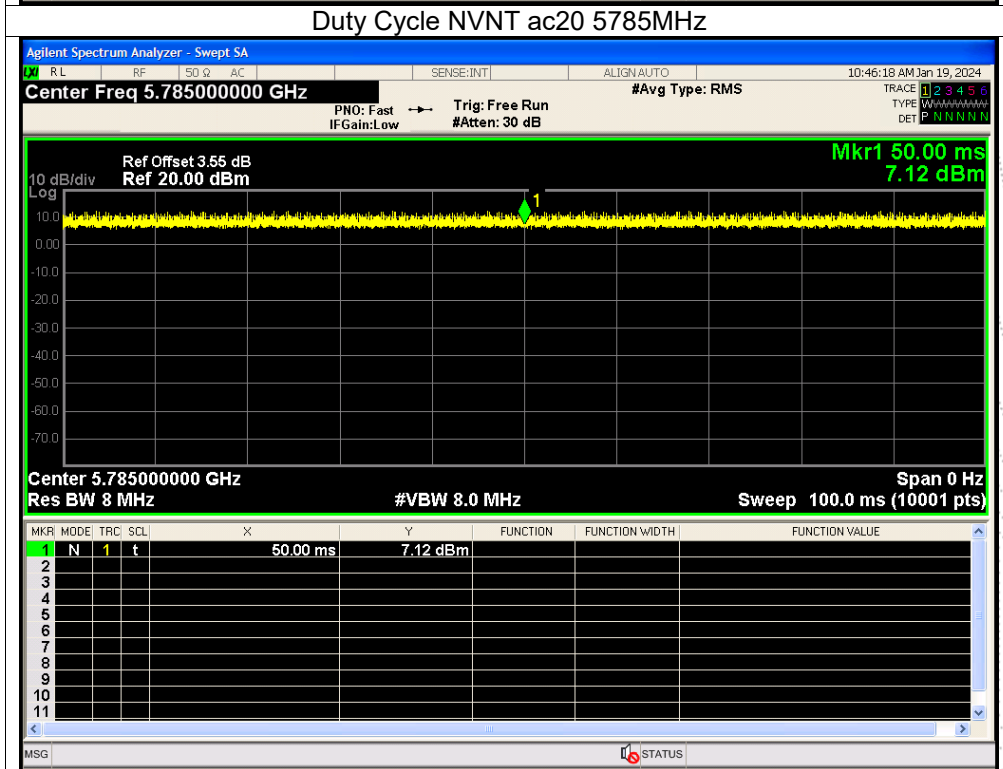 Duty Cycle NVNT ac20 5785MHz
Agilent Spectrum Analyzer - Swept SA
LXI RL RF 50 Ω AC SENSE:INT ALIGN AUTO 10:46:18 AM Jan 19, 2024
Center Freq 5.785000000 GHz #Avg Type: RMS TRACE 1 2 3 4 5 6
PNO: Fast Trig: Free Run TYPE WWWWWW
IFGain:Low #Atten: 30 dB DET P N N N N N
Mkr1 50.00 ms
Ref Offset 3.55 dB
10 dB/div Ref 20.00 dBm 7.12 dBm
Log
1
10.0
0.00
-10.0
-20.0
-30.0
-40.0
-50.0
-60.0
-70.0
Center 5.785000000 GHz Span 0 Hz
Res BW 8 MHz #VBW 8.0 MHz Sweep 100.0 ms (10001 pts)
MKR MODE TRC SCL X Y FUNCTION FUNCTION WIDTH FUNCTION VALUE
1 N 1 t 50.00 ms 7.12 dBm
2
3
4
5
6
7
8
9
10
11
MSG STATUS